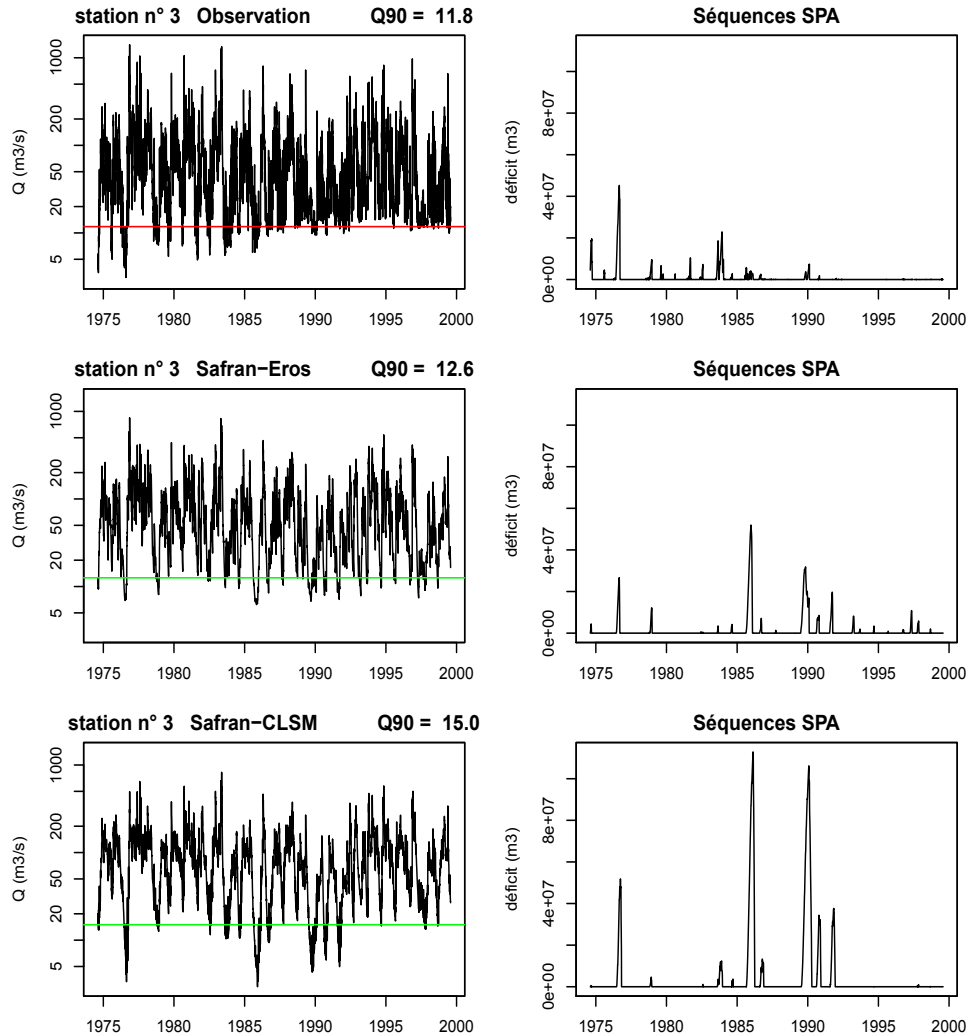 station n° 3 Observation Q90 = 11.8
Q (m3/s)
1000
200
50
20
5
1975 1980 1985 1990 1995 2000
Séquences SPA
déficit (m3)
8e+07
4e+07
0e+00
1975 1980 1985 1990 1995 2000
station n° 3 Safran−Eros Q90 = 12.6
Q (m3/s)
1000
200
50
20
5
1975 1980 1985 1990 1995 2000
Séquences SPA
déficit (m3)
8e+07
4e+07
0e+00
1975 1980 1985 1990 1995 2000
station n° 3 Safran−CLSM Q90 = 15.0
Q (m3/s)
1000
200
50
20
5
1975 1980 1985 1990 1995 2000
Séquences SPA
déficit (m3)
8e+07
4e+07
0e+00
1975 1980 1985 1990 1995 2000